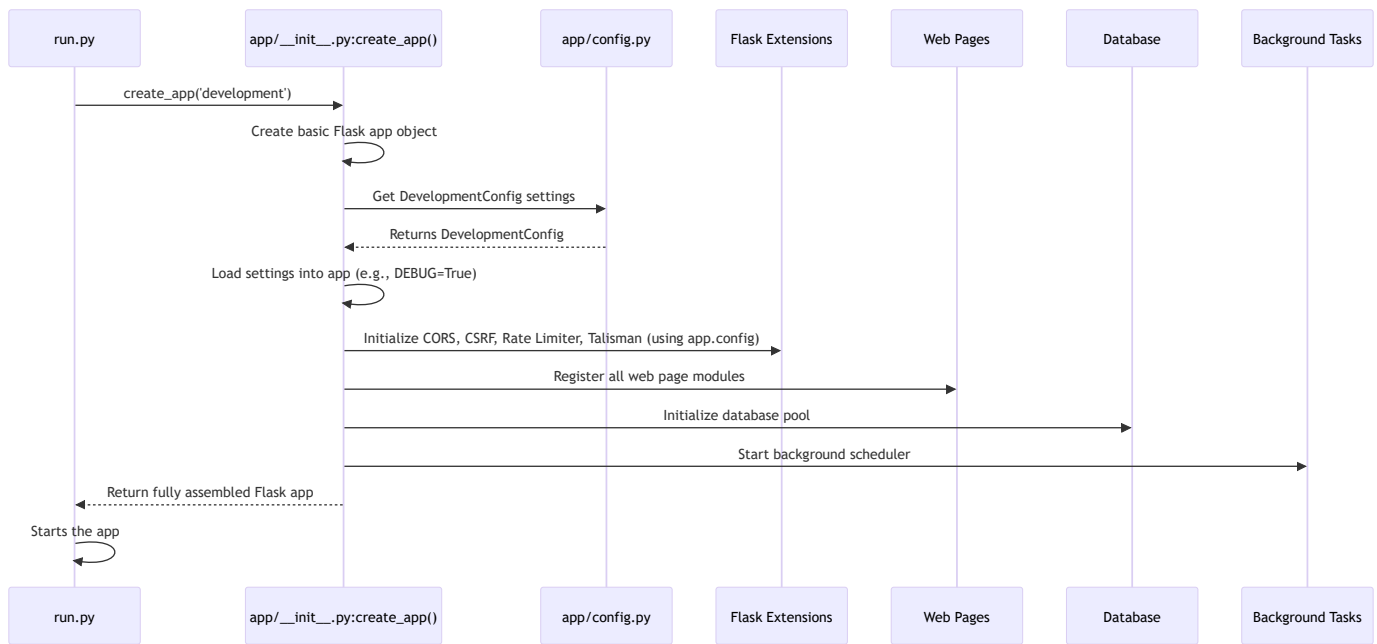 run.py
app/__init__.py:create_app()
app/config.py
Flask Extensions
Web Pages
Database
Background Tasks
create_app('development')
Create basic Flask app object
Get DevelopmentConfig settings
Returns DevelopmentConfig
Load settings into app (e.g., DEBUG=True)
Initialize CORS, CSRF, Rate Limiter, Talisman (using app.config)
Register all web page modules
Initialize database pool
Start background scheduler
Return fully assembled Flask app
Starts the app
run.py
app/__init__.py:create_app()
app/config.py
Flask Extensions
Web Pages
Database
Background Tasks